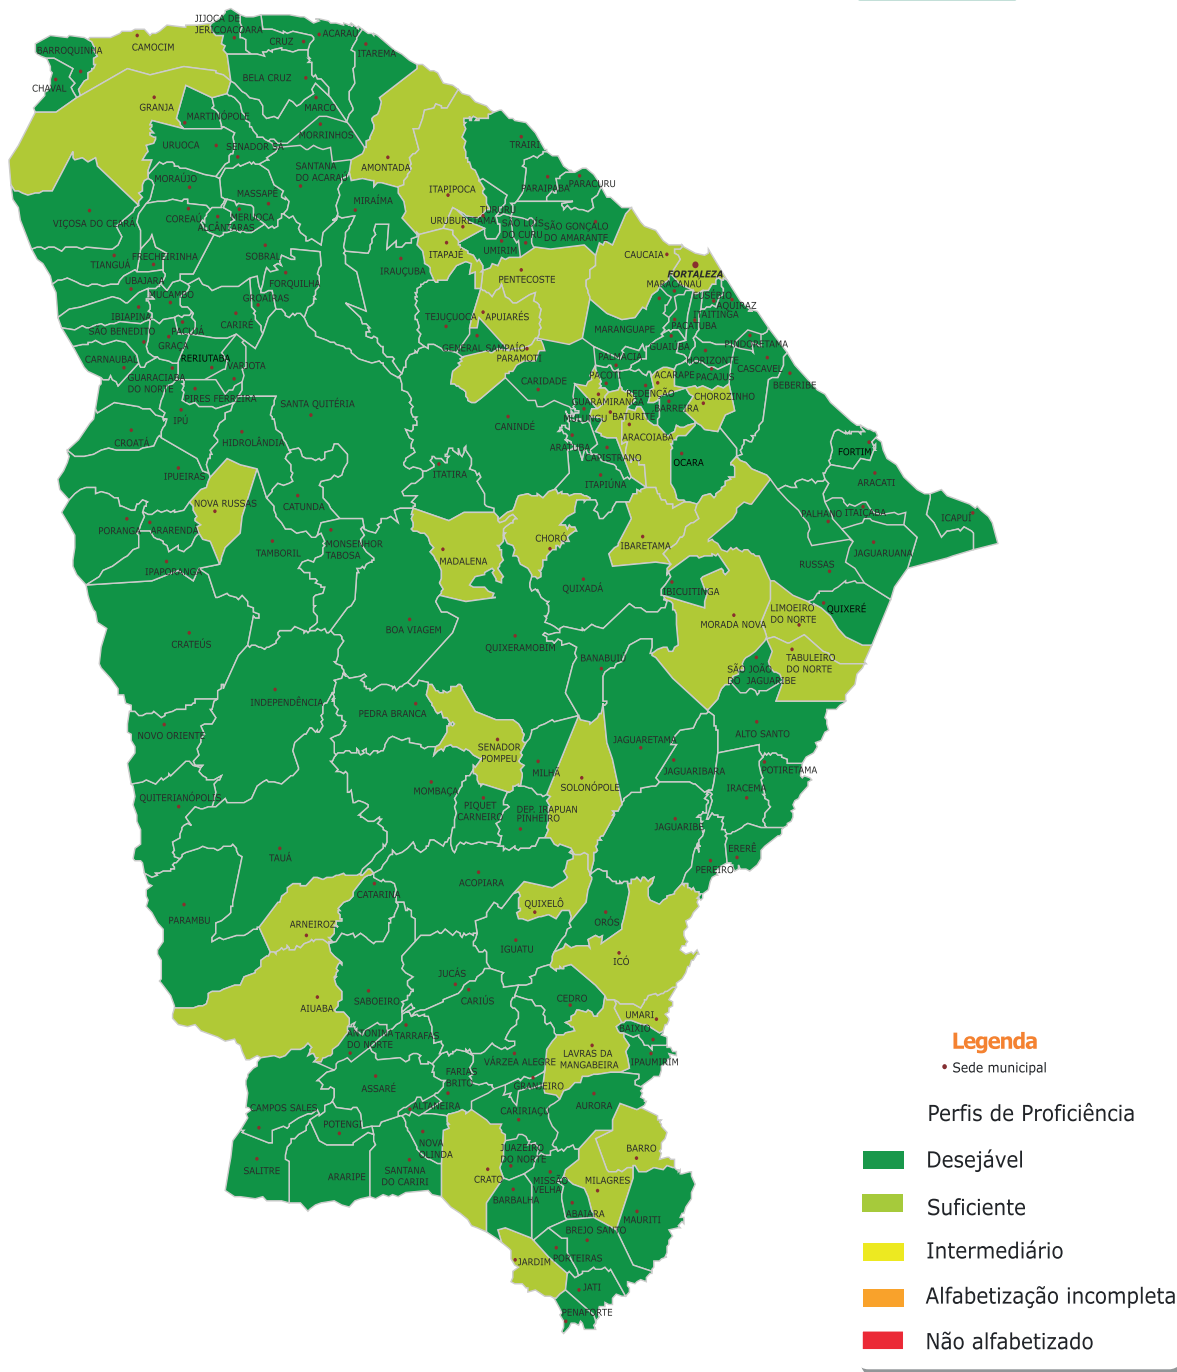 JIJOCA DE
JERICOACOARA
ACARAÚ
CRUZ
CAMOCIM
BARROQUINHA
ITAREMA
CHAVAL
BELA CRUZ
GRANJA
MARCO
MARTINÓPOLE
MORRINHOS
URUOCA
SENADOR SÁ
TRAIRI
SANTANA
DO ACARAÚ
AMONTADA
MORAÚJO
MASSAPÊ
ITAPIPOCA
PARAIPABA
PARACURU
MIRAÍMA
TURURU
VIÇOSA DO CEARÁ
COREAÚ
MERUOCA
ALCÂNTARAS
URUBURETAMA
SÃO LUÍS
DO CURU
SÃO GONÇALO
DO AMARANTE
UMIRIM
ITAPAJÉ
CAUCAIA
TIANGUÁ
FRECHEIRINHA
SOBRAL
IRAUÇUBA
FORTALEZA
UBAJARA
FORQUILHA
PENTECOSTE
MARACANAÚ
MUCAMBO
GROAÍRAS
EUSÉBIO
AQUIRAZ
IBIAPINA
CARIRÉ
TEJUÇUOCA
APUIARÉS
ITAITINGA
SÃO BENEDITO
PACUJÁ
MARANGUAPE
PACATUBA
GRAÇA
GENERAL SAMPAIO
GUAIÚBA
PINDORETAMA
CARNAUBAL
RERIUTABA
VARJOTA
PARAMOTI
PALMÁCIA
HORIZONTE
CASCAVEL
GUARACIABA
DO NORTE
PACOTI
ACARAPE
PACAJUS
BEBERIBE
PIRES FERREIRA
CARIDADE
REDENÇÃO
CHOROZINHO
GUARAMIRANGA
BARREIRA
SANTA QUITÉRIA
IPÚ
MULUNGU
BATURITÉ
CANINDÉ
ARACOIABA
CROATÁ
HIDROLÂNDIA
ARATUBA
CAPISTRANO
FORTIM
OCARA
IPUEIRAS
ITATIRA
ITAPIÚNA
ARACATI
NOVA RUSSAS
CATUNDA
PALHANO
ITAIÇABA
ICAPUÍ
PORANGA
ARARENDÁ
MONSENHOR
TABOSA
CHORÓ
IBARETAMA
TAMBORIL
MADALENA
JAGUARUANA
IPAPORANGA
RUSSAS
QUIXADÁ
IBICUITINGA
LIMOEIRO
DO NORTE
QUIXERÉ
BOA VIAGEM
MORADA NOVA
CRATEÚS
QUIXERAMOBIM
BANABUIÚ
TABULEIRO
DO NORTE
SÃO JOÃO
DO JAGUARIBE
INDEPENDÊNCIA
PEDRA BRANCA
NOVO ORIENTE
JAGUARETAMA
ALTO SANTO
SENADOR
POMPEU
MILHÃ
JAGUARIBARA
POTIRETAMA
MOMBAÇA
SOLONÓPOLE
IRACEMA
QUITERIANÓPOLIS
PIQUET
CARNEIRO
DEP. IRAPUAN
PINHEIRO
JAGUARIBE
TAUÁ
ERERÊ
PEREIRO
ACOPIARA
CATARINA
QUIXELÔ
PARAMBU
ARNEIROZ
ORÓS
IGUATU
ICÓ
JUCÁS
AIUABA
SABOEIRO
CARIÚS
CEDRO
UMARI
ANTONINA
DO NORTE
TARRAFAS
BAIXIO
VÁRZEA ALEGRE
LAVRAS DA
MANGABEIRA
IPAUMIRIM
ASSARÉ
FARIAS
BRITO
GRANJEIRO
CAMPOS SALES
ALTANEIRA
CARIRIAÇU
AURORA
POTENGI
NOVA
OLINDA
JUAZEIRO
DO NORTE
BARRO
SALITRE
ARARIPE
SANTANA
DO CARIRI
CRATO
MISSÃO
VELHA
MILAGRES
BARBALHA
ABAIARA
MAURITI
BREJO SANTO
JARDIM
PORTEIRAS
JATI
PENAFORTE
Legenda
Sede municipal
Perfis de Proficiência
Desejável
Suficiente
Intermediário
Alfabetização incompleta
Não alfabetizado